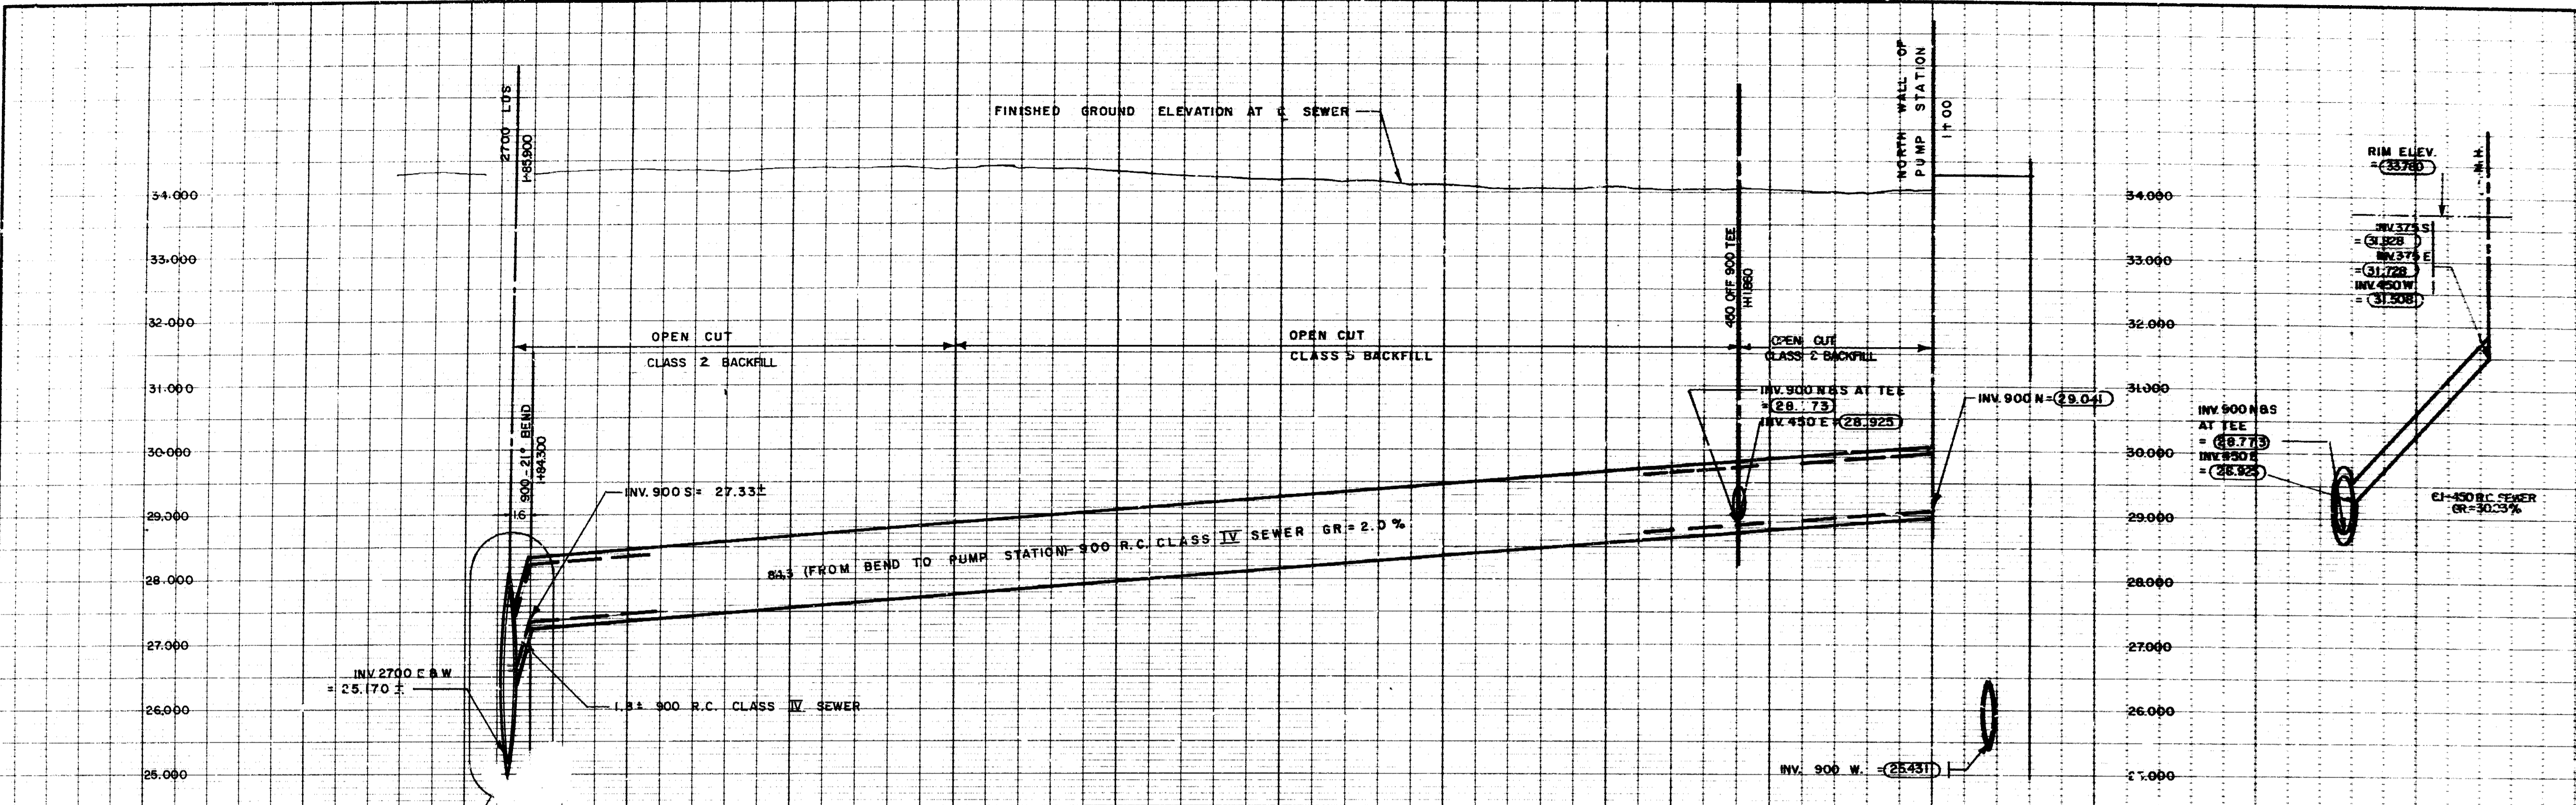 2700 LDS
1+85.900
FINISHED GROUND ELEVATION AT ℄ SEWER
NORTH WALL OF
PUMP STATION
1+00
RIM ELEV.
= 33.780
M.H.
34.000
33.000
32.000
31.000
30.000
29.000
28.000
27.000
26.000
25.000
OPEN CUT
CLASS 2 BACKFILL
OPEN CUT
CLASS 5 BACKFILL
OPEN CUT
CLASS 2 BACKFILL
450 OFF 900 TEE
900-21° BEND
1+84.300
1.6
INV. 900 S = 27.33±
84.3 (FROM BEND TO PUMP STATION)-900 R.C. CLASS IV SEWER GR = 2.0 %
INV. 2700 E & W
= 25.170 ±
1.8± 900 R.C. CLASS IV SEWER
INV. 900 N & S AT TEE
INV. 450 E = 28.925
INV. 900 N = 29.041
INV. 900 W. = 25.431
34.000
33.000
32.000
31.000
30.000
29.000
28.000
27.000
26.000
INV. 375 S
= 31.828
INV. 375 E
= 31.728
INV. 450 W
= 31.508
INV. 900 N & S
AT TEE
= 28.773
INV. 450 E
= 28.925
450 R.C. SEWER